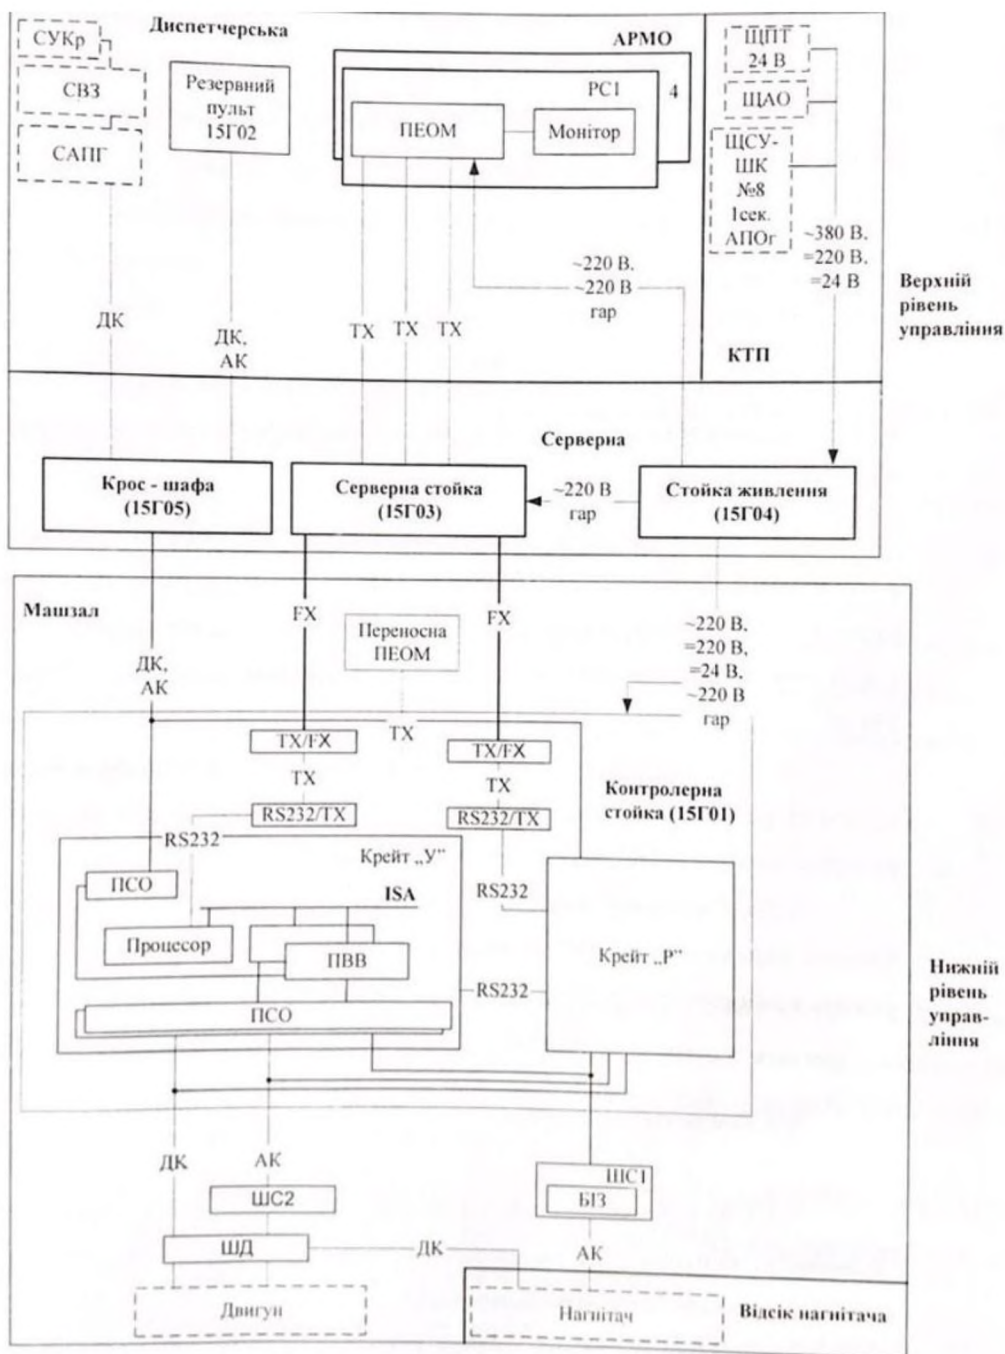 Диспетчерська
СУКр
СВЗ
САПГ
Резервний
пульт
15Г02
АРМО
РС1
4
ПЕОМ
Монітор
ЩПТ
24 В
ЩАО
ЩСУ-
ШК
№8
1сек.
АПОг
~380 В,
=220 В,
=24 В
~220 В,
~220 В
гар
ДК
ДК,
АК
ТХ
ТХ
ТХ
КТП
Верхній
рівень
управління
Серверна
Крос - шафа
(15Г05)
Серверна стойка
(15Г03)
~220 В
гар
Стойка живлення
(15Г04)
Машзал
FX
FX
Переносна
ПЕОМ
ДК,
АК
~220 В,
=220 В,
=24 В,
~220 В
гар
TX/FX
TX
TX/FX
TX
TX
RS232/TX
RS232/TX
Контролерна
стойка (15Г01)
RS232
Крейт „У”
ПСО
ISA
RS232
Процесор
ПВВ
Крейт „Р”
RS232
ПСО
Нижній
рівень
управ-
ління
ДК
АК
ШС1
БІЗ
ШС2
ШД
ДК
АК
Двигун
Нагнітач
Відсік нагнітача